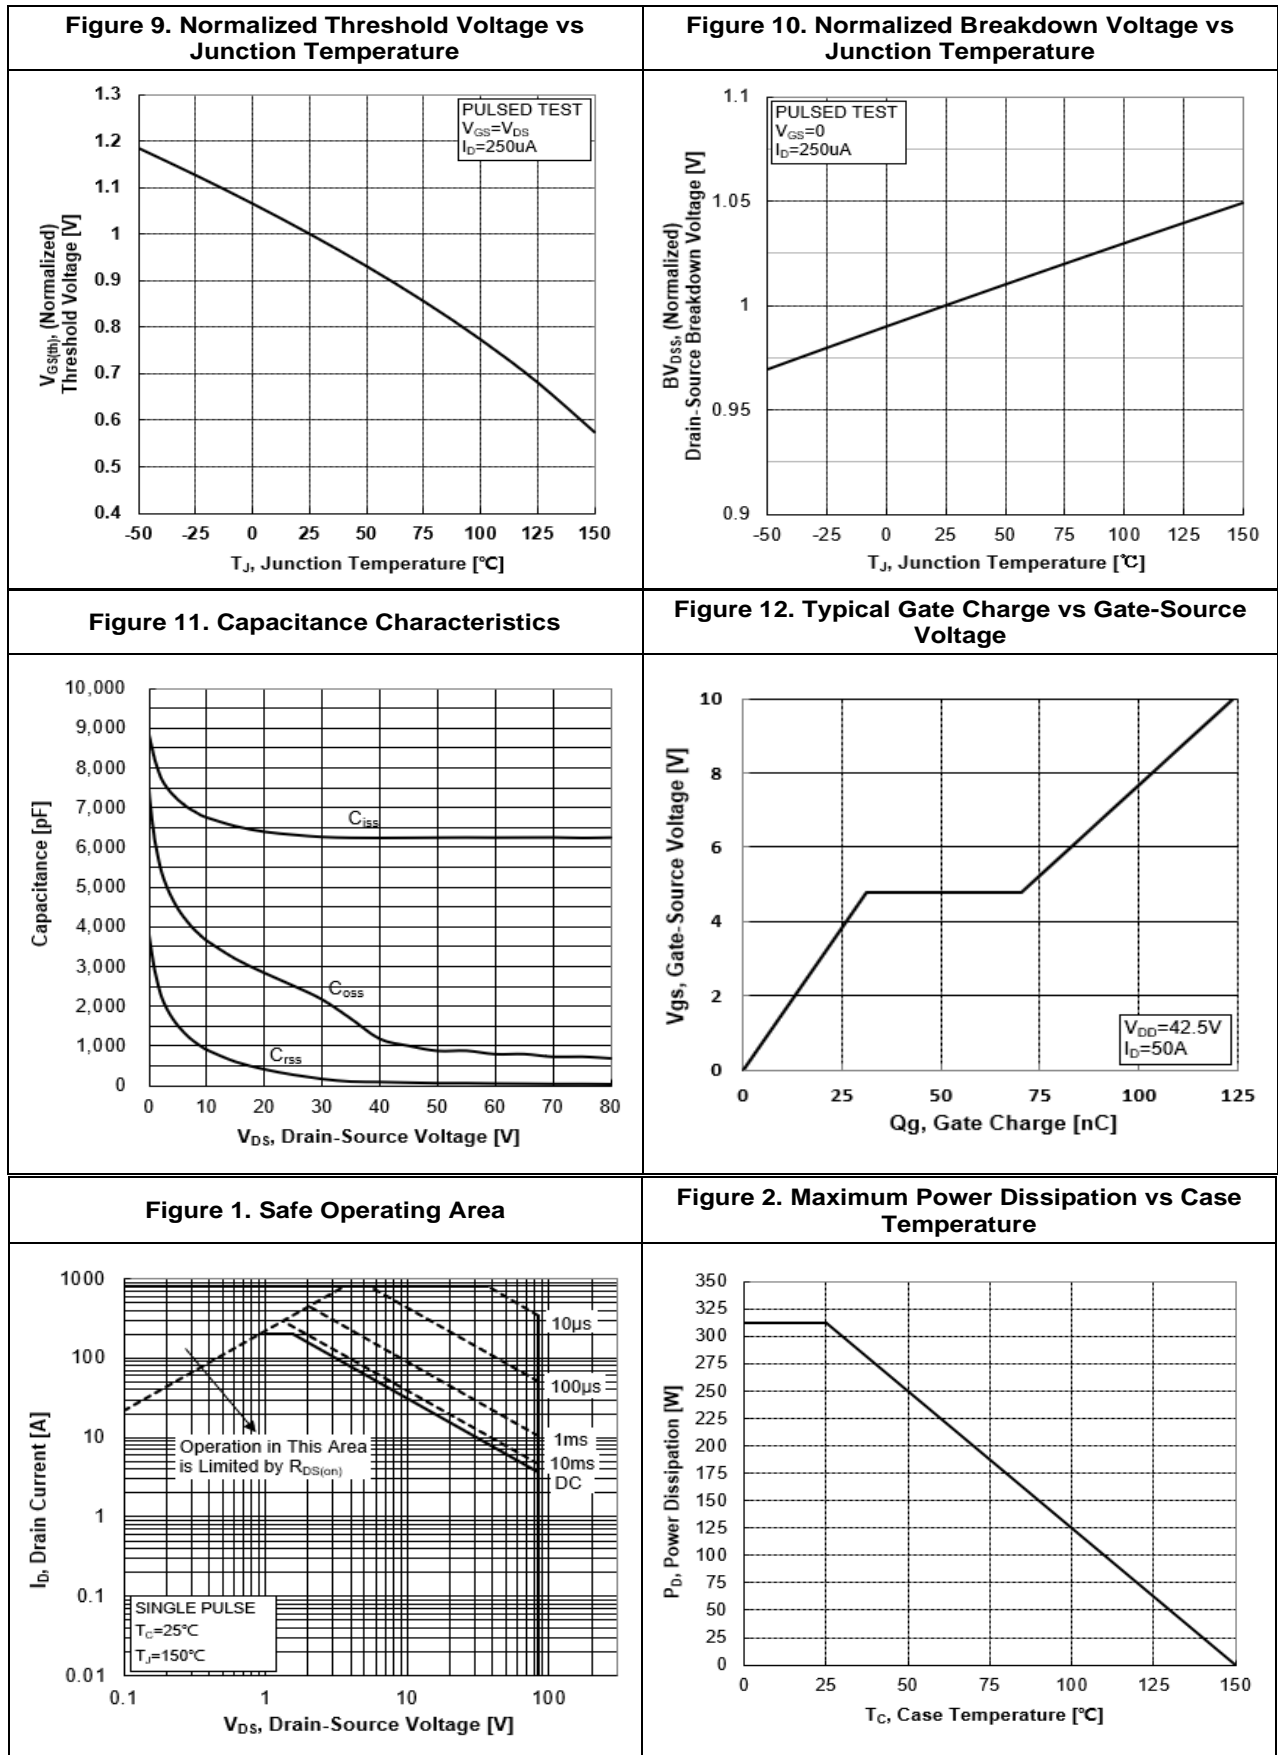 Figure 9. Normalized Threshold Voltage vs
Junction Temperature
1.3
1.2
1.1
1
0.9
0.8
0.7
0.6
0.5
0.4
-50 -25 0 25 50 75 100 125 150
PULSED TEST
VGS=VDS
ID=250uA
VGS(th), (Normalized)
Threshold Voltage [V]
TJ, Junction Temperature [℃]
Figure 10. Normalized Breakdown Voltage vs
Junction Temperature
1.1
1.05
1
0.95
0.9
-50 -25 0 25 50 75 100 125 150
PULSED TEST
VGS=0
ID=250uA
BVDSS, (Normalized)
Drain-Source Breakdown Voltage [V]
TJ, Junction Temperature [℃]
Figure 11. Capacitance Characteristics
10,000
9,000
8,000
7,000
6,000
5,000
4,000
3,000
2,000
1,000
0
0 10 20 30 40 50 60 70 80
Ciss
Coss
Crss
Capacitance [pF]
VDS, Drain-Source Voltage [V]
Figure 12. Typical Gate Charge vs Gate-Source
Voltage
10
8
6
4
2
0
0 25 50 75 100 125
VDD=42.5V
ID=50A
Vgs, Gate-Source Voltage [V]
Qg, Gate Charge [nC]
Figure 1. Safe Operating Area
1000
100
10
1
0.1
0.01
0.1 1 10 100
10µs
100µs
1ms
10ms
DC
Operation in This Area
is Limited by RDS(on)
SINGLE PULSE
TC=25℃
TJ=150℃
ID, Drain Current [A]
VDS, Drain-Source Voltage [V]
Figure 2. Maximum Power Dissipation vs Case
Temperature
350
325
300
275
250
225
200
175
150
125
100
75
50
25
0
0 25 50 75 100 125 150
PD, Power Dissipation [W]
TC, Case Temperature [℃]